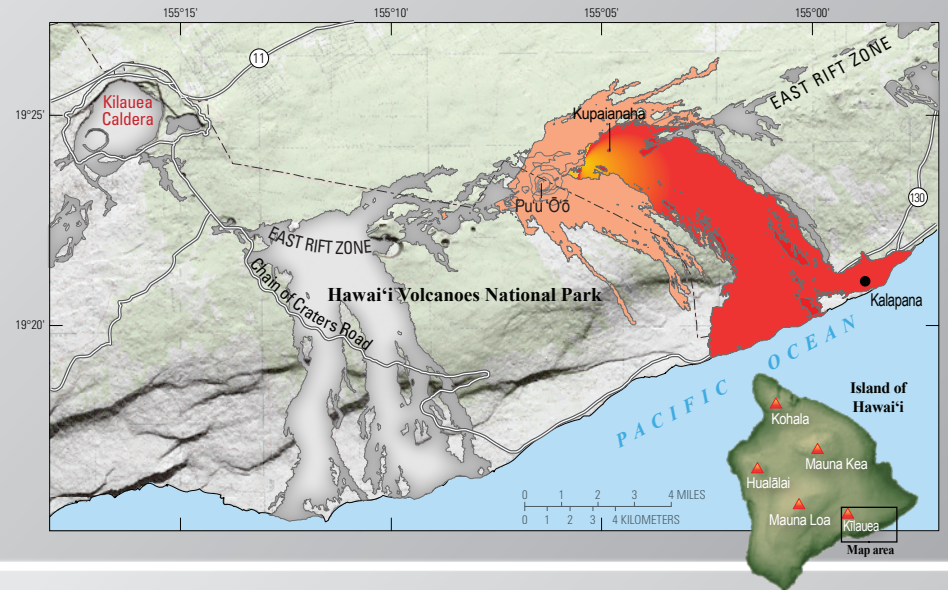 155°15'
155°10'
155°05'
155°00'
11
EAST RIFT ZONE
Kilauea
Caldera
19°25'
Kupaianaha
130
Pu'u 'Ō'ō
EAST RIFT ZONE
Chain of Craters Road
Hawai‘i Volcanoes National Park
Kalapana
19°20'
PACIFIC OCEAN
Island of
Hawai‘i
Kohala
Mauna Kea
Hualālai
Mauna Loa
Kīlauea
Map area
0 1 2 3 4 MILES
0 1 2 3 4 KILOMETERS